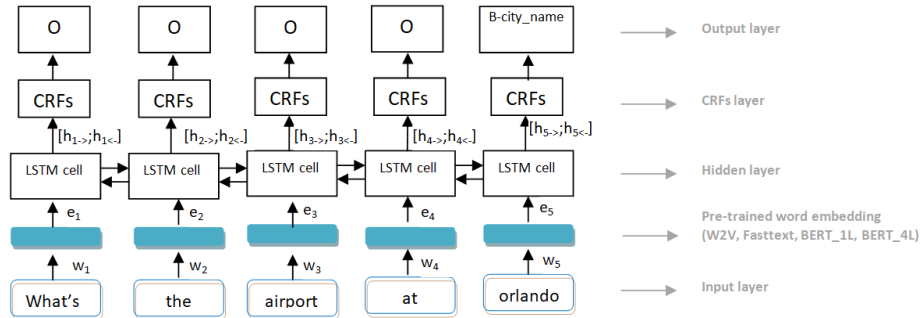 O O O O B-city_name Output layer
CRFs CRFs CRFs CRFs CRFs CRFs layer
[h1->;h1<-] [h2->;h2<-] [h3->;h3<-] [h4->;h4<-] [h5->;h5<-]
LSTM cell LSTM cell LSTM cell LSTM cell LSTM cell Hidden layer
e1 e2 e3 e4 e5
Pre-trained word embedding
(W2V, Fasttext, BERT_1L, BERT_4L)
w1 w2 w3 w4 w5
What's the airport at orlando Input layer